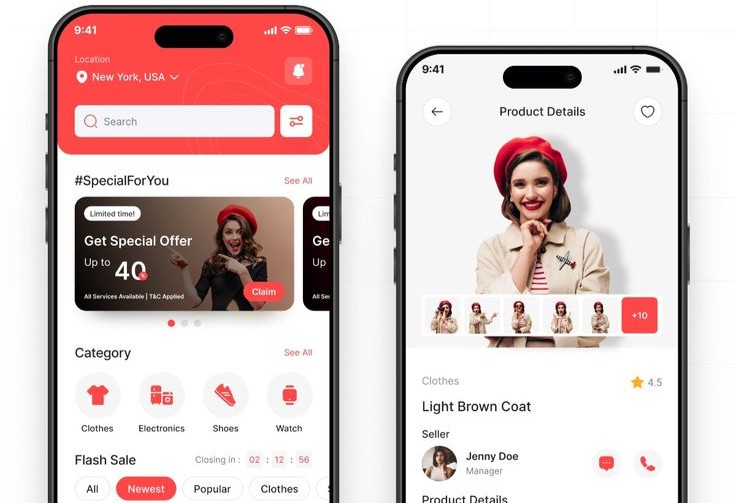 9:41
Location
New York, USA
Search
#SpecialForYou
See All
Limited time!
Get Special Offer
Up to 40%
All Services Available | T&C Applied
Claim
Lim
Ge
Up
All Ser
Category
See All
Clothes
Electronics
Shoes
Watch
Flash Sale
Closing in : 02 : 12 : 56
All
Newest
Popular
Clothes
9:41
Product Details
+10
Clothes
4.5
Light Brown Coat
Seller
Jenny Doe
Manager
Product Details